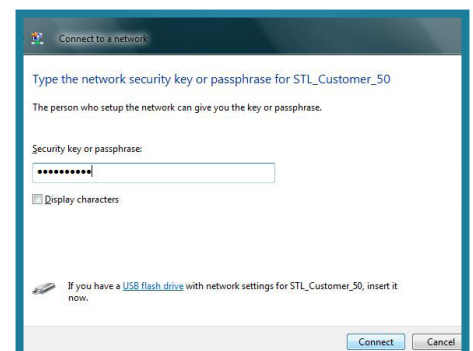 Connect to a network
Type the network security key or passphrase for STL_Customer_50
The person who setup the network can give you the key or passphrase.
Security key or passphrase:
••••••••••
Display characters
If you have a USB flash drive with network settings for STL_Customer_50, insert it
now.
Connect Cancel